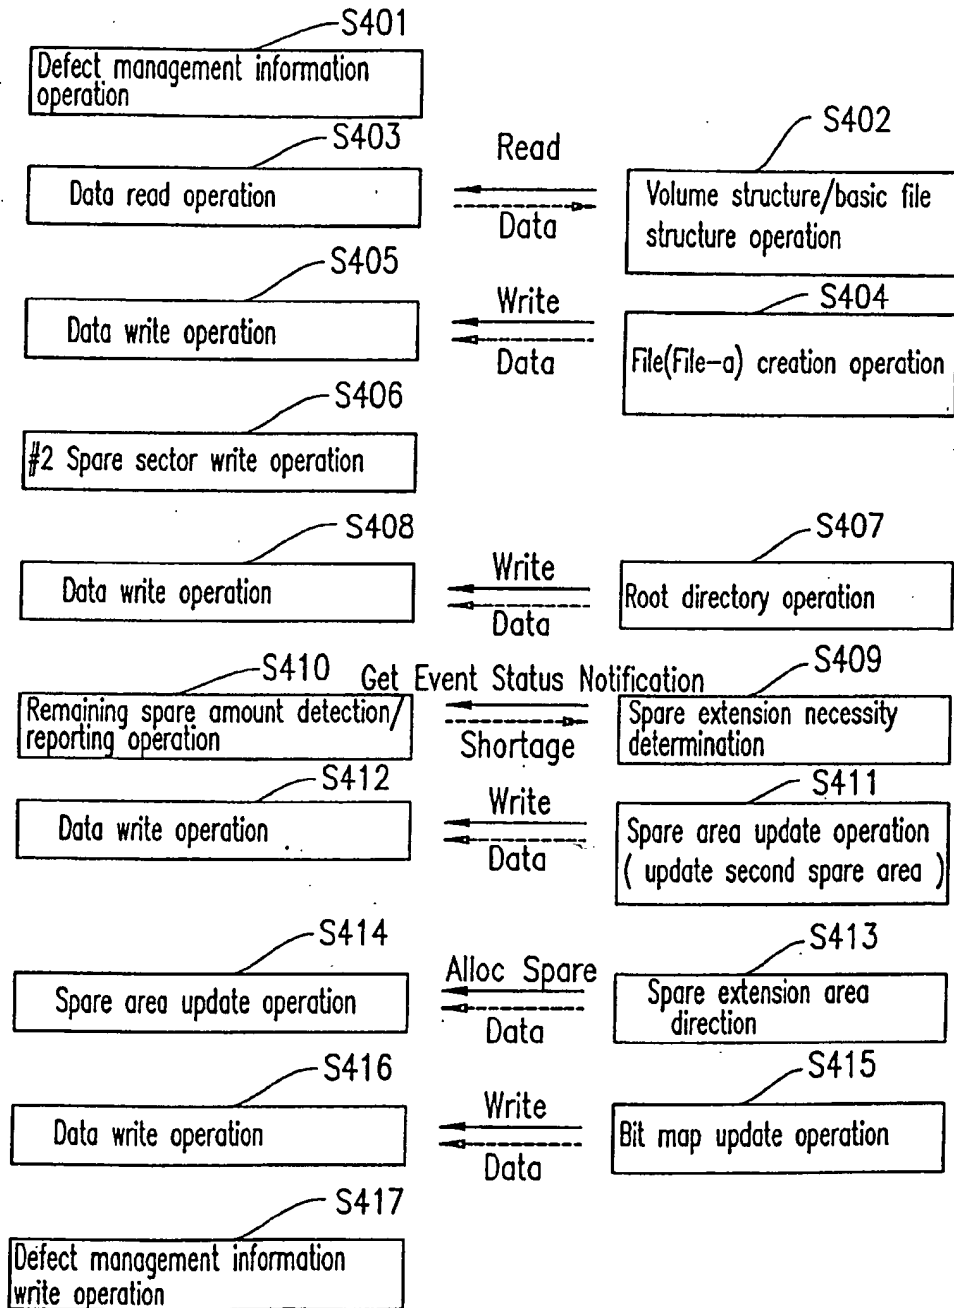 S401
Defect management information
operation
S403
Data read operation
Read
Data
S402
Volume structure/basic file
structure operation
S405
Data write operation
Write
Data
S404
File(File-a) creation operation
S406
#2 Spare sector write operation
S408
Data write operation
Write
Data
S407
Root directory operation
S410
Remaining spare amount detection/
reporting operation
Get Event Status Notification
Shortage
S409
Spare extension necessity
determination
S412
Data write operation
Write
Data
S411
Spare area update operation
( update second spare area )
S414
Spare area update operation
Alloc Spare
Data
S413
Spare extension area
direction
S416
Data write operation
Write
Data
S415
Bit map update operation
S417
Defect management information
write operation